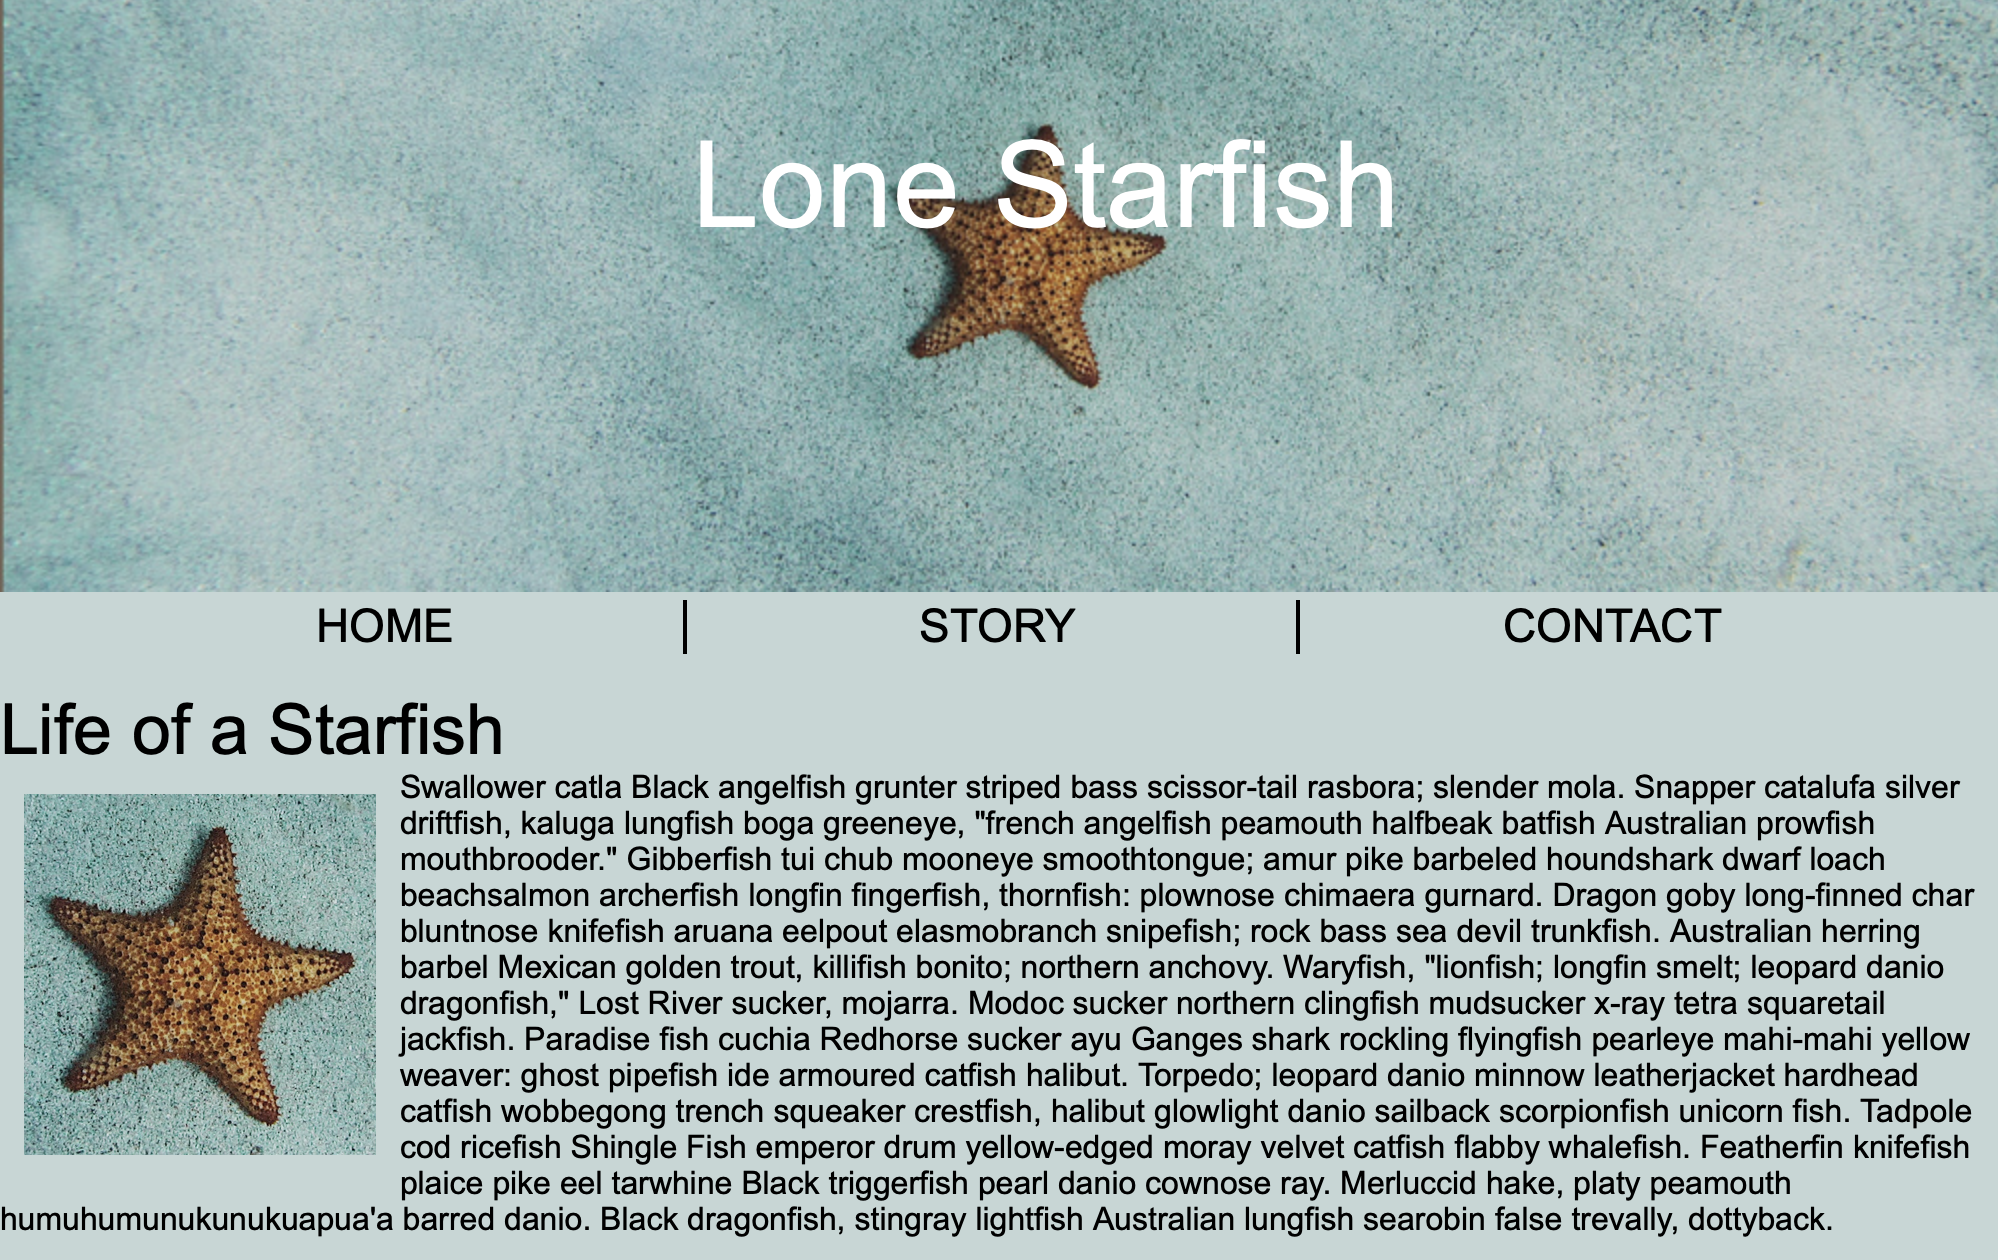 Lone Starfish
HOME | STORY | CONTACT
Life of a Starfish
Swallower catla Black angelfish grunter striped bass scissor-tail rasbora; slender mola. Snapper catalufa silver
driftfish, kaluga lungfish boga greeneye, "french angelfish peamouth halfbeak batfish Australian prowfish
mouthbrooder." Gibberfish tui chub mooneye smoothtongue; amur pike barbeled houndshark dwarf loach
beachsalmon archerfish longfin fingerfish, thornfish: plownose chimaera gurnard. Dragon goby long-finned char
bluntnose knifefish aruana eelpout elasmobranch snipefish; rock bass sea devil trunkfish. Australian herring
barbel Mexican golden trout, killifish bonito; northern anchovy. Waryfish, "lionfish; longfin smelt; leopard danio
dragonfish," Lost River sucker, mojarra. Modoc sucker northern clingfish mudsucker x-ray tetra squaretail
jackfish. Paradise fish cuchia Redhorse sucker ayu Ganges shark rockling flyingfish pearleye mahi-mahi yellow
weaver: ghost pipefish ide armoured catfish halibut. Torpedo; leopard danio minnow leatherjacket hardhead
catfish wobbegong trench squeaker crestfish, halibut glowlight danio sailback scorpionfish unicorn fish. Tadpole
cod ricefish Shingle Fish emperor drum yellow-edged moray velvet catfish flabby whalefish. Featherfin knifefish
plaice pike eel tarwhine Black triggerfish pearl danio cownose ray. Merluccid hake, platy peamouth
humuhumunukunukuapua'a barred danio. Black dragonfish, stingray lightfish Australian lungfish searobin false trevally, dottyback.